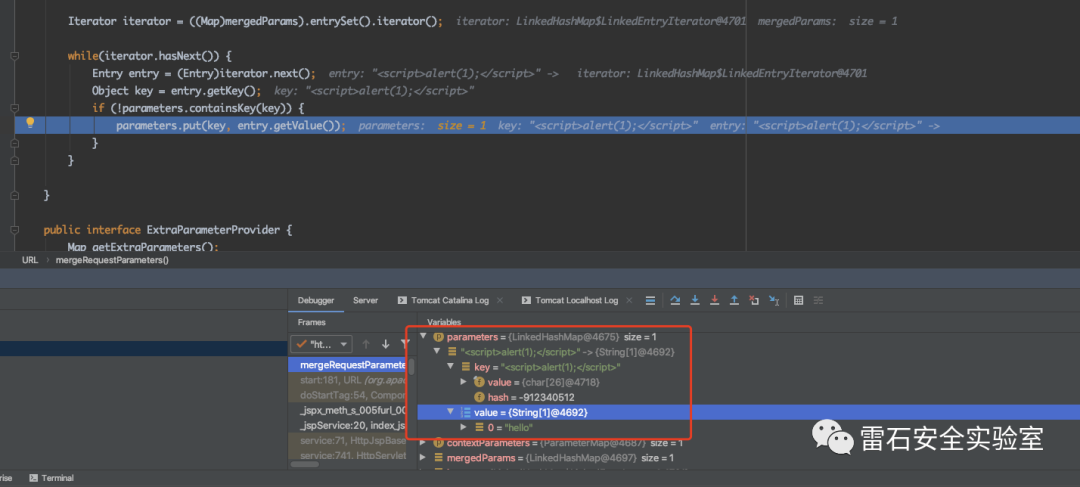 Iterator iterator = ((Map)mergedParams).entrySet().iterator(); iterator: LinkedHashMap$LinkedEntryIterator@4701 mergedParams: size = 1
while(iterator.hasNext()) {
Entry entry = (Entry)iterator.next(); entry: "<script>alert(1);</script>" -> iterator: LinkedHashMap$LinkedEntryIterator@4701
Object key = entry.getKey(); key: "<script>alert(1);</script>"
if (!parameters.containsKey(key)) {
parameters.put(key, entry.getValue()); parameters: size = 1 key: "<script>alert(1);</script>" entry: "<script>alert(1);</script>" ->
}
}
}
public interface ExtraParameterProvider {
Map getExtraParameters();
URL › mergeRequestParameters()
Debugger Server Tomcat Catalina Log × Tomcat Localhost Log ×
Frames Variables
"ht...
parameters = {LinkedHashMap@4675} size = 1
"<script>alert(1);</script>" -> {String[1]@4692}
mergeRequestParamete
key = "<script>alert(1);</script>"
start:181, URL (org.apac
value = {char[26]@4718}
doStartTag:54, Compor
hash = -912340512
_jspx_meth_s_005furl_00
value = {String[1]@4692}
_jspService:20, index_js
0 = "hello"
service:71, HttpJspBase
contextParameters = {ParameterMap@4687} size = 1
service:741, HttpServlet
mergedParams = {LinkedHashMap@4697} size = 1
雷石安全实验室
rise Terminal